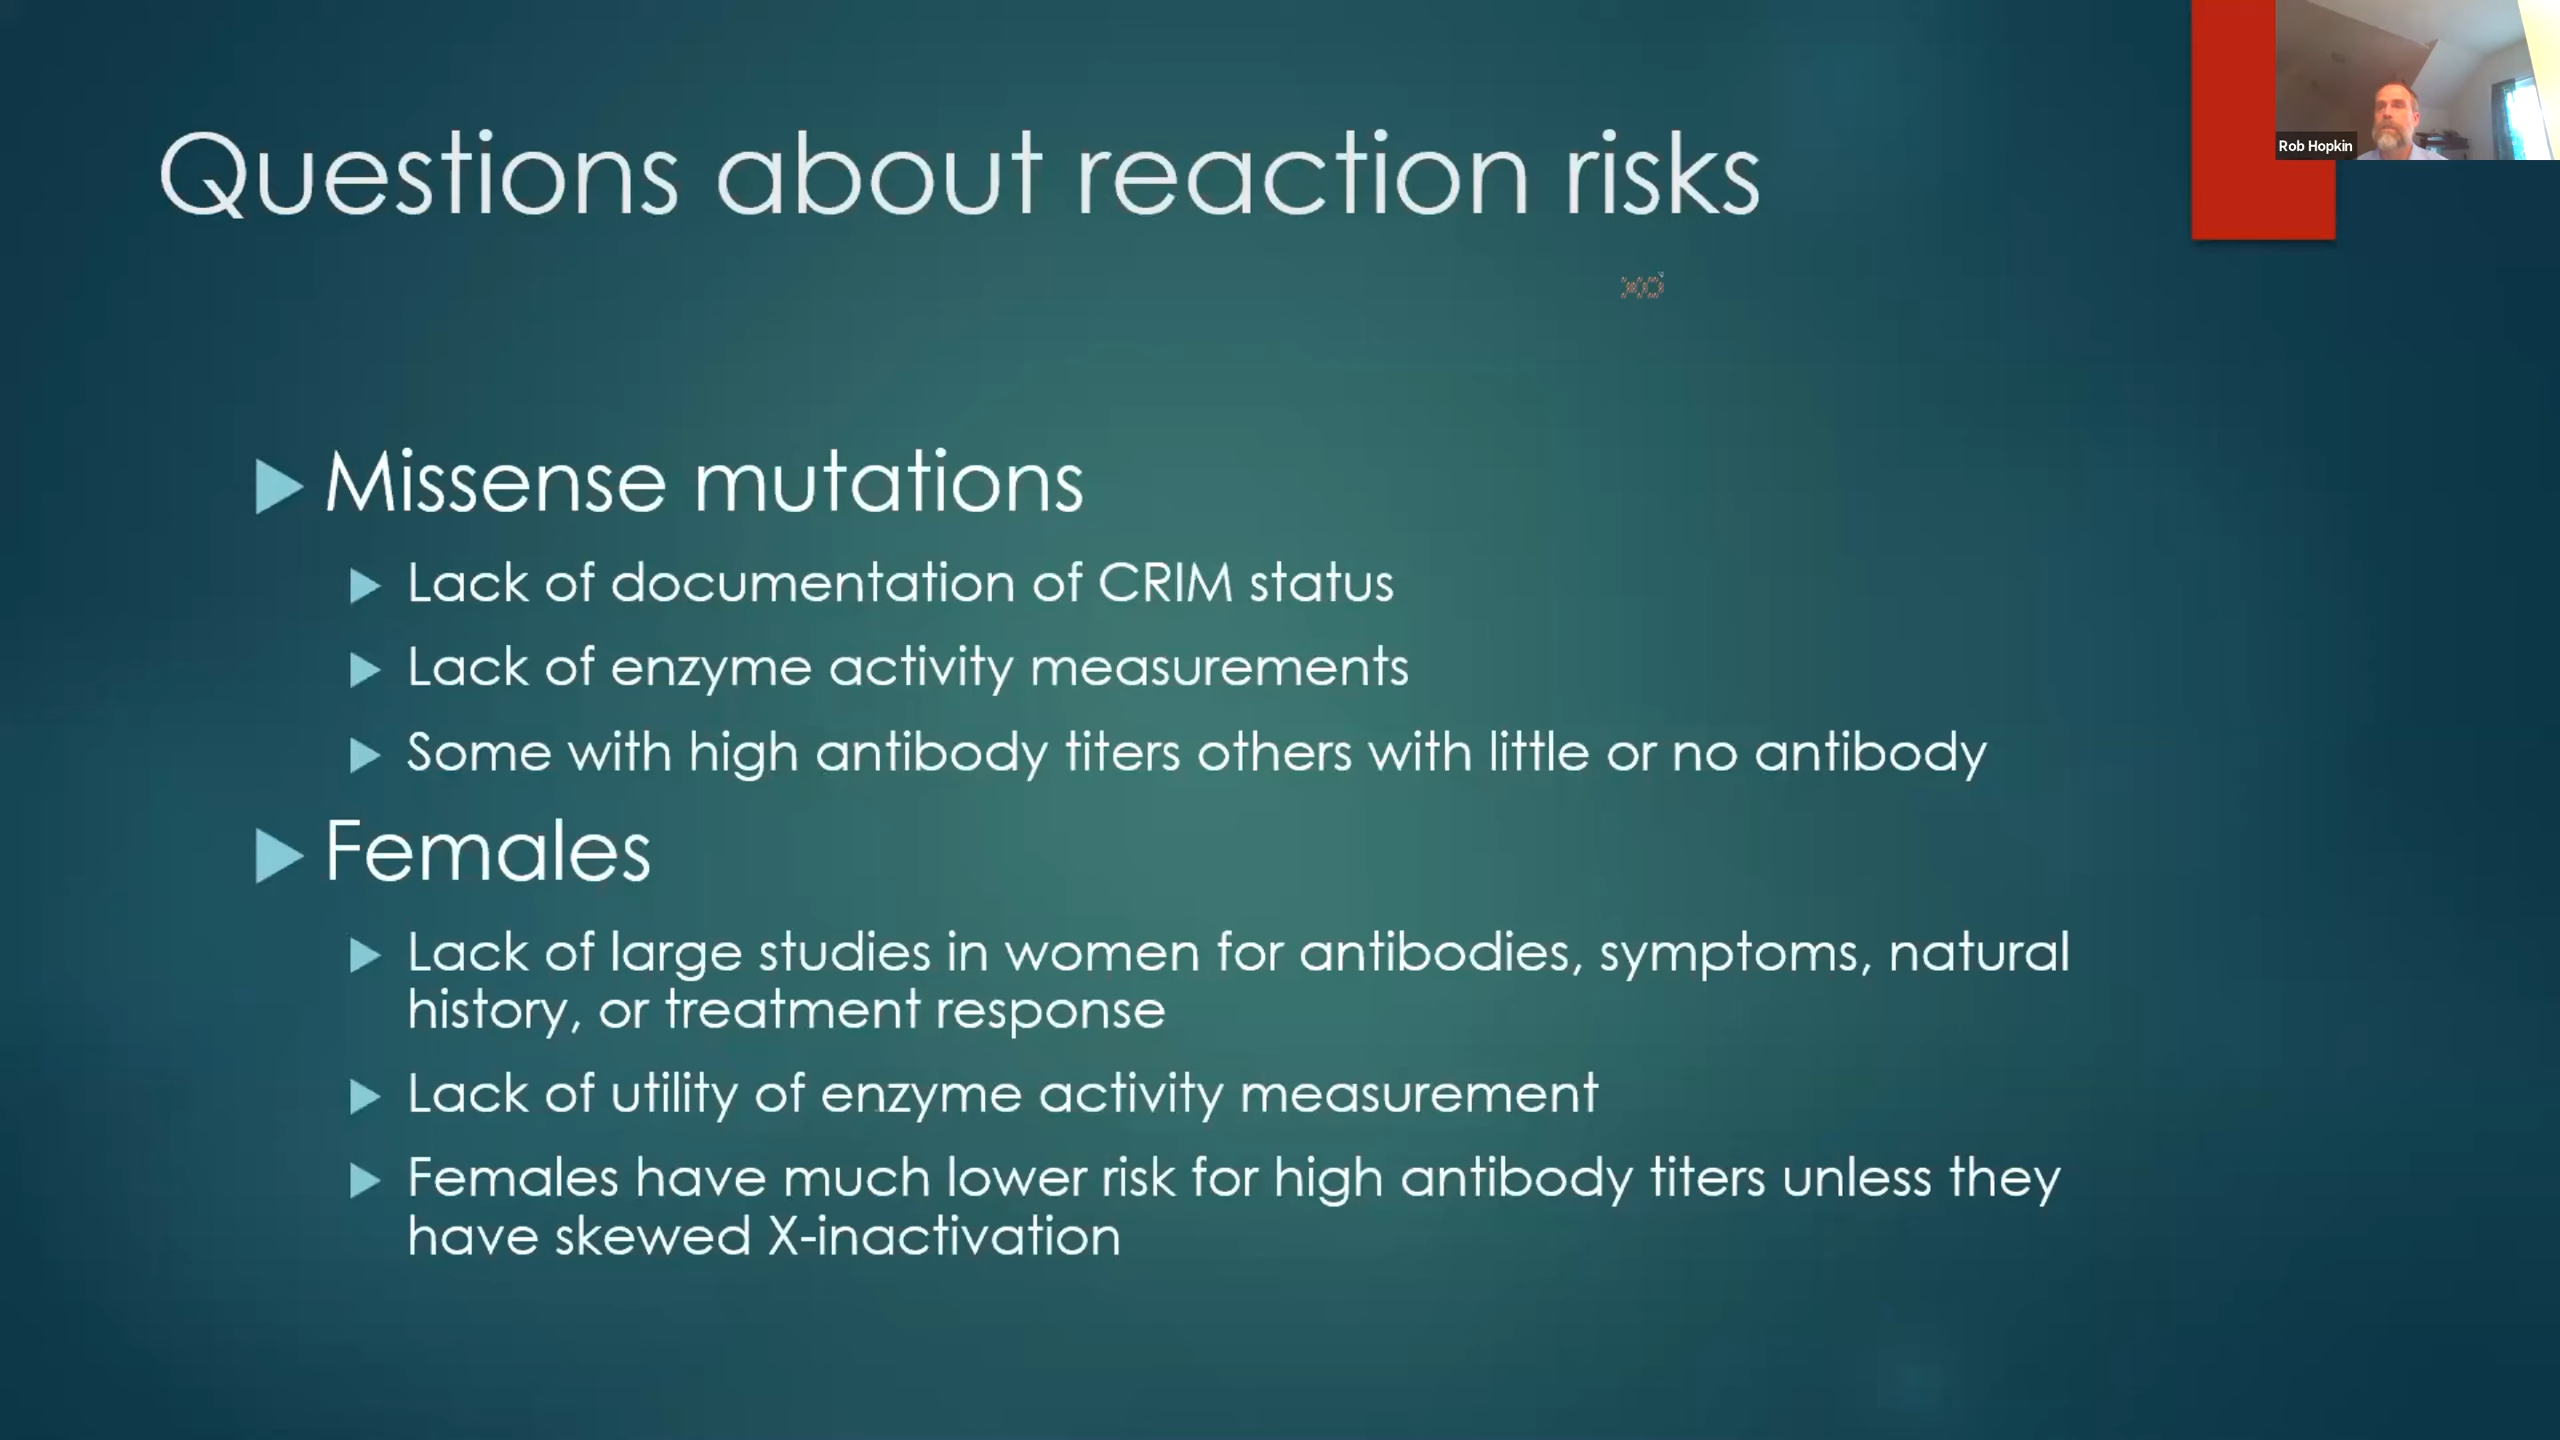 Questions about reaction risks
Rob Hopkin
Missense mutations
Lack of documentation of CRIM status
Lack of enzyme activity measurements
Some with high antibody titers others with little or no antibody
Females
Lack of large studies in women for antibodies, symptoms, natural
history, or treatment response
Lack of utility of enzyme activity measurement
Females have much lower risk for high antibody titers unless they
have skewed X-inactivation